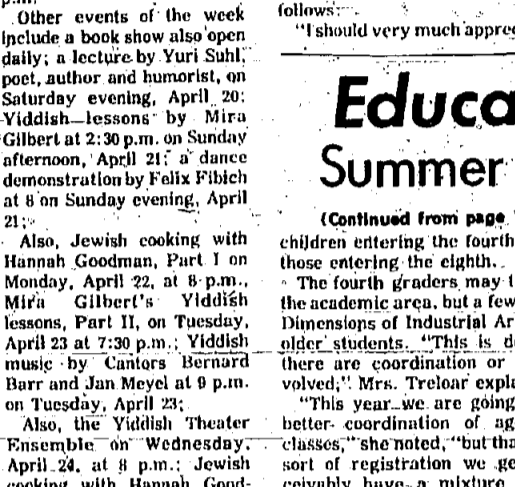 Other events of the week
include a book show also open
daily; a lecture by Yuri Suhl,
poet, author and humorist, on
Saturday evening, April 20;
Yiddish lessons by Mira
Gilbert at 2:30 p.m. on Sunday
afternoon, April 21; a dance
demonstration by Felix Fibich
at 8 on Sunday evening, April
21;
Also, Jewish cooking with
Hannah Goodman, Part I on
Monday, April 22, at 8 p.m.,
Mira Gilbert's Yiddish
lessons, Part II, on Tuesday,
April 23 at 7:30 p.m.; Yiddish
music by Cantors Bernard
Barr and Jan Meyel at 9 p.m.
on Tuesday, April 23;
Also, the Yiddish Theater
Ensemble on Wednesday,
April 24, at 8 p.m.; Jewish
cooking with Hannah Good-
follows:
"I should very much apprec
Educa
Summer
(Continued from page
children entering the fourth
those entering the eighth.
The fourth graders may t
the academic area, but a few
Dimensions of Industrial Ar
older students. "This is d
there are coordination or
volved," Mrs. Treloar expla
"This year we are going
better coordination of ag
classes," she noted, "but tha
sort of registration we ge
ceivably have a mixture